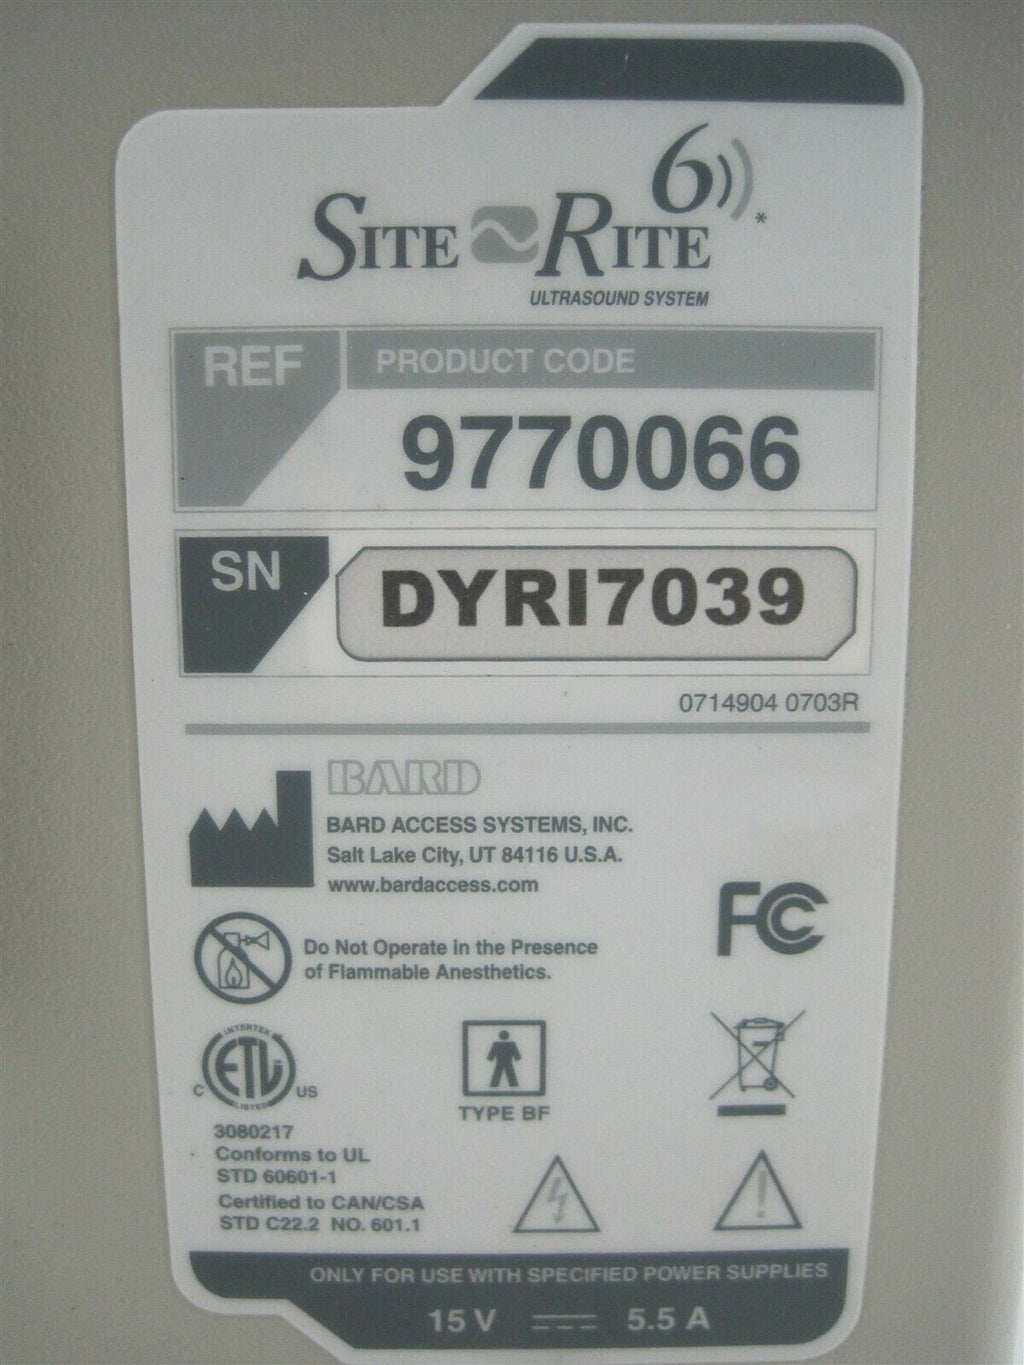 6
SITE RITE *
ULTRASOUND SYSTEM
REF PRODUCT CODE
9770066
SN DYRI7039
0714904 0703R
BARD
BARD ACCESS SYSTEMS, INC.
Salt Lake City, UT 84116 U.S.A.
www.bardaccess.com
FC
Do Not Operate in the Presence
of Flammable Anesthetics.
INTERTEK
ETL
C US
LISTED
TYPE BF
3080217
Conforms to UL
STD 60601-1
Certified to CAN/CSA
STD C22.2 NO. 601.1
!
ONLY FOR USE WITH SPECIFIED POWER SUPPLIES
15 V 5.5 A